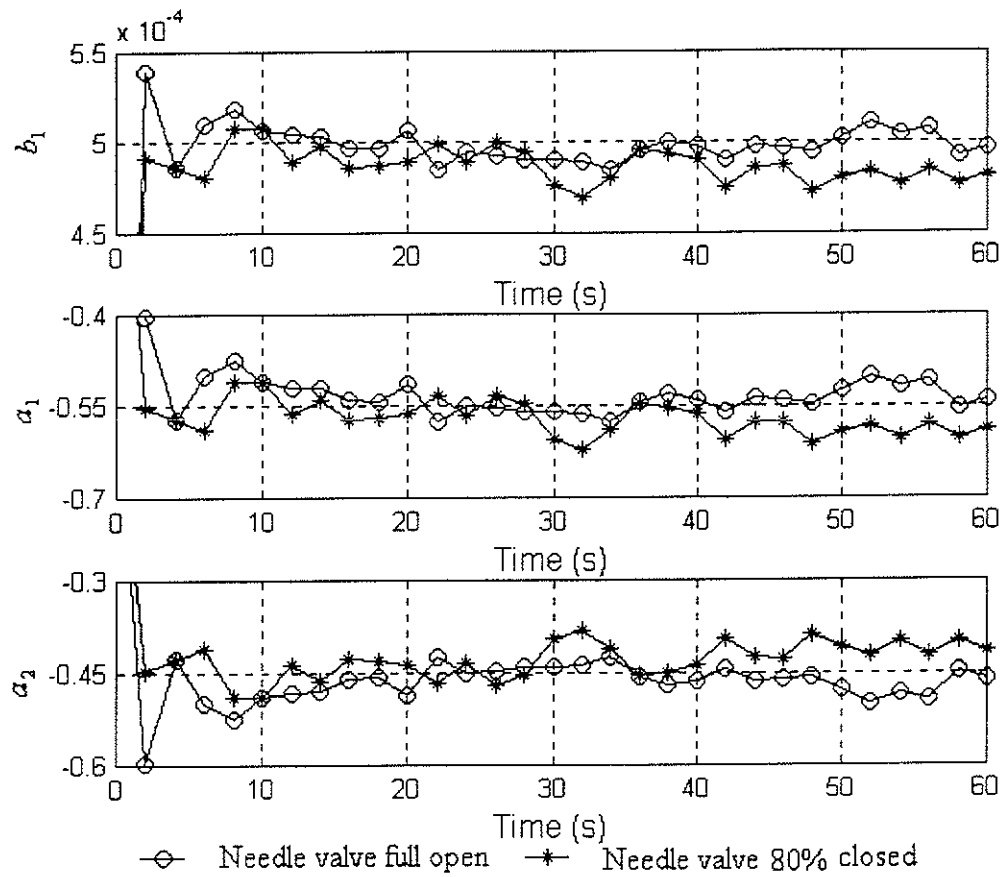 x 10-4
5.5
5
4.5
b1
0 10 20 30 40 50 60
Time (s)
-0.4
-0.55
-0.7
a1
0 10 20 30 40 50 60
Time (s)
-0.3
-0.45
-0.6
a2
0 10 20 30 40 50 60
Time (s)
Needle valve full open Needle valve 80% closed